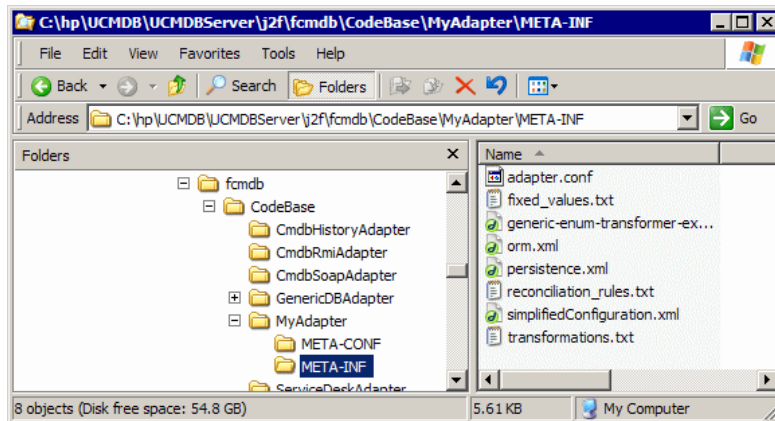 C:\hp\UCMDB\UCMDBServer\j2f\fcmdb\CodeBase\MyAdapter\META-INF
File Edit View Favorites Tools Help
Back Search Folders
Address C:\hp\UCMDB\UCMDBServer\j2f\fcmdb\CodeBase\MyAdapter\META-INF Go
Folders
fcmdb
CodeBase
CmdbHistoryAdapter
CmdbRmiAdapter
CmdbSoapAdapter
GenericDBAdapter
MyAdapter
META-CONF
META-INF
ServiceDeskAdapter
Name
adapter.conf
fixed_values.txt
generic-enum-transformer-ex...
orm.xml
persistence.xml
reconciliation_rules.txt
simplifiedConfiguration.xml
transformations.txt
8 objects (Disk free space: 54.8 GB) 5.61 KB My Computer